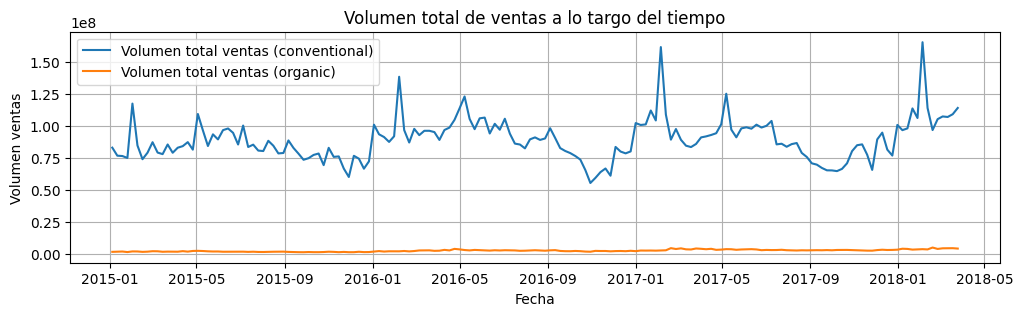 Volumen total de ventas a lo targo del tiempo
1e8
Volumen total ventas (conventional)
Volumen total ventas (organic)
Volumen ventas
1.50
1.25
1.00
0.75
0.50
0.25
0.00
2015-01 2015-05 2015-09 2016-01 2016-05 2016-09 2017-01 2017-05 2017-09 2018-01 2018-05
Fecha